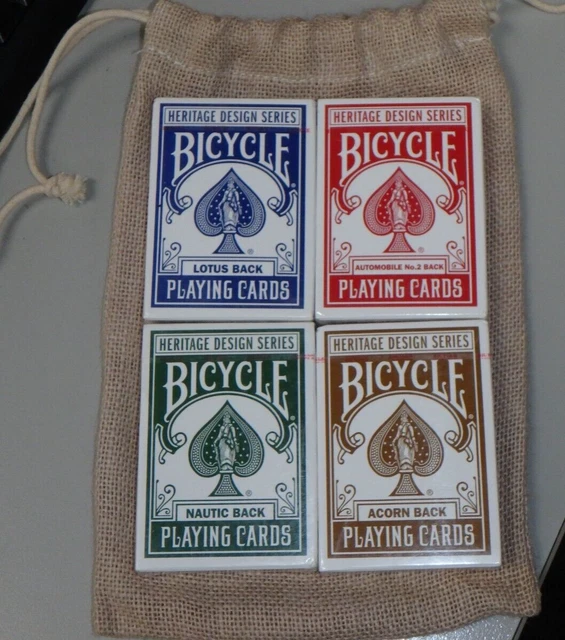 HERITAGE DESIGN SERIES
BICYCLE®
®
LOTUS BACK
PLAYING CARDS
HERITAGE DESIGN SERIES
BICYCLE®
®
AUTOMOBILE No.2 BACK
PLAYING CARDS
HERITAGE DESIGN SERIES
BICYCLE®
®
NAUTIC BACK
PLAYING CARDS
HERITAGE DESIGN SERIES
BICYCLE®
®
ACORN BACK
PLAYING CARDS